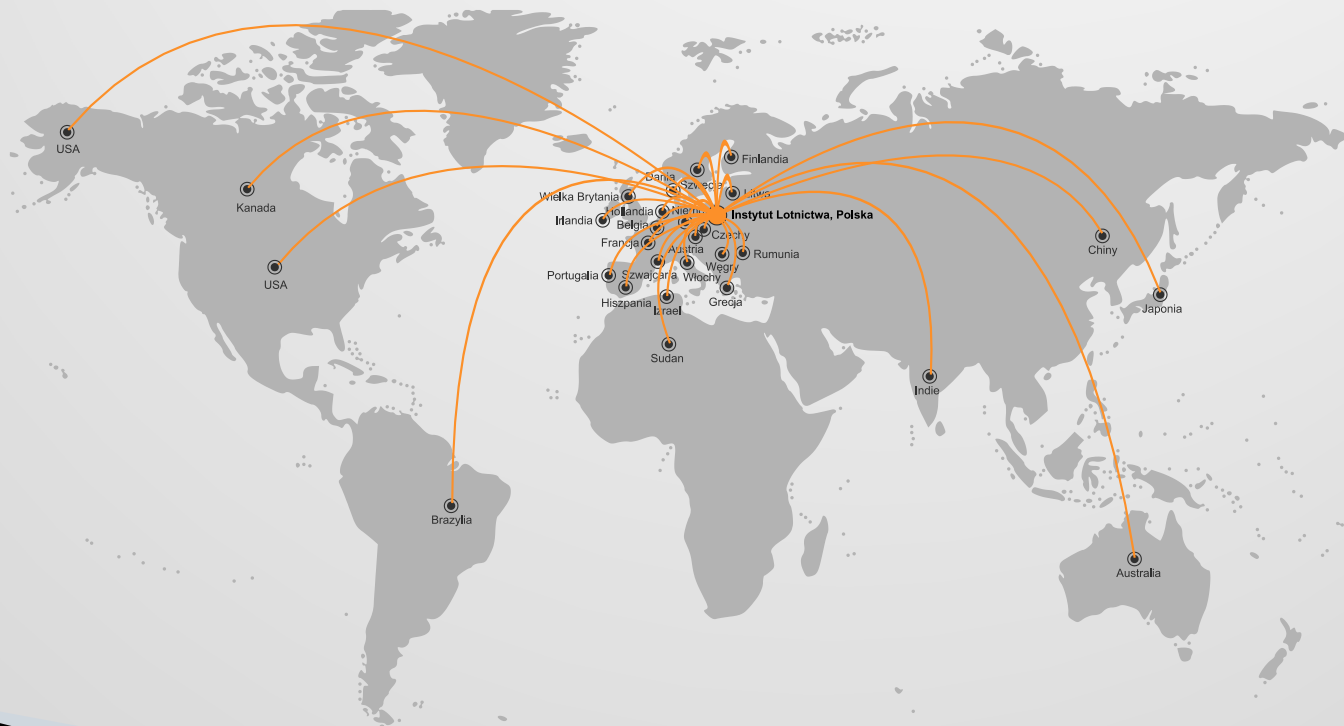 USA
Kanada
USA
Brazylia
Finlandia
Dania
Szwecja
Litwa
Wielka Brytania
Hollandia
Niemcy
Instytut Lotnictwa, Polska
Irlandia
Belgia
Czechy
Francja
Austria
Węgry
Rumunia
Portugalia
Szwajcaria
Włochy
Hiszpania
Izrael
Grecja
Sudan
Chiny
Japonia
Indie
Australia